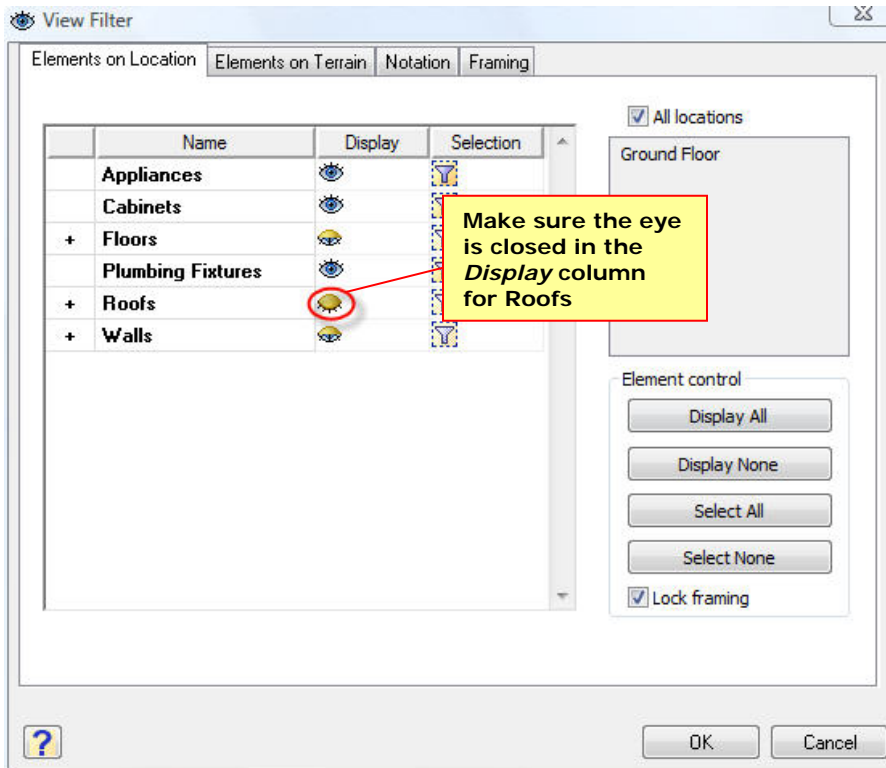 View Filter
Elements on Location Elements on Terrain Notation Framing
Name Display Selection
Appliances
Cabinets
+ Floors
Plumbing Fixtures
+ Roofs
+ Walls
Make sure the eye
is closed in the
Display column
for Roofs
All locations
Ground Floor
Element control
Display All
Display None
Select All
Select None
Lock framing
?
OK Cancel